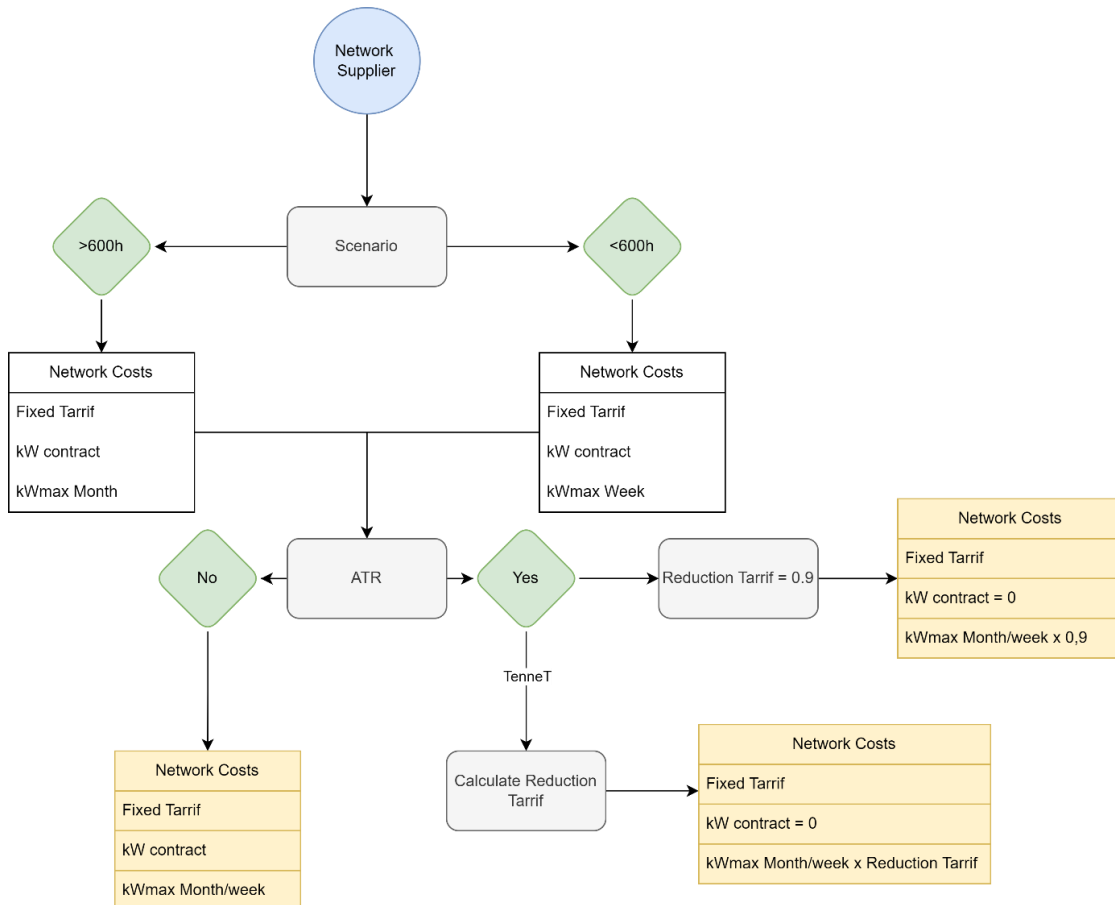 Network
Supplier
>600h
Scenario
<600h
Network Costs
Fixed Tarrif
kW contract
kWmax Month
Network Costs
Fixed Tarrif
kW contract
kWmax Week
No
ATR
Yes
Reduction Tarrif = 0.9
Network Costs
Fixed Tarrif
kW contract = 0
kWmax Month/week x 0,9
TenneT
Network Costs
Fixed Tarrif
kW contract
kWmax Month/week
Calculate Reduction
Tarrif
Network Costs
Fixed Tarrif
kW contract = 0
kWmax Month/week x Reduction Tarrif